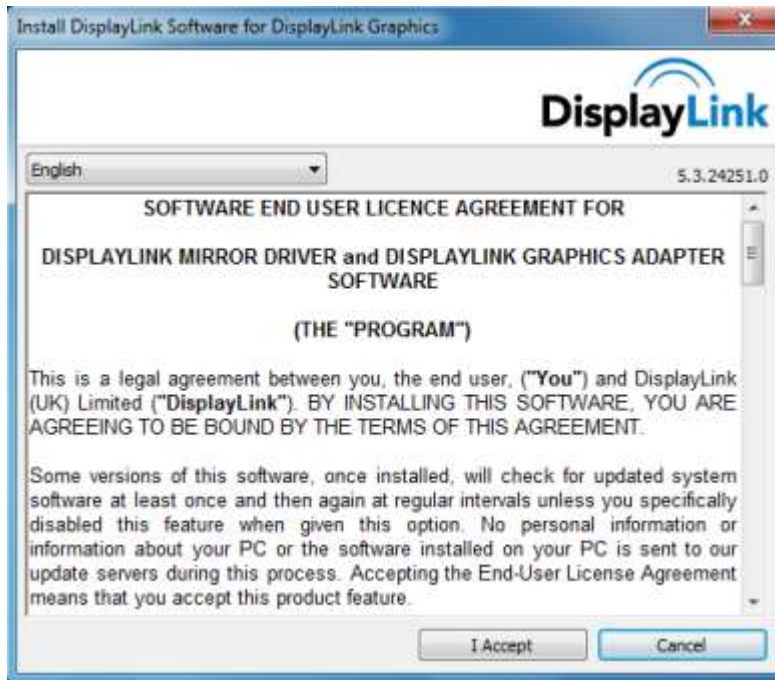 Install DisplayLink Software for DisplayLink Graphics
DisplayLink
English
5.3.24251.0
SOFTWARE END USER LICENCE AGREEMENT FOR
DISPLAYLINK MIRROR DRIVER and DISPLAYLINK GRAPHICS ADAPTER
SOFTWARE
(THE "PROGRAM")
This is a legal agreement between you, the end user, ("You") and DisplayLink
(UK) Limited ("DisplayLink"). BY INSTALLING THIS SOFTWARE, YOU ARE
AGREEING TO BE BOUND BY THE TERMS OF THIS AGREEMENT.
Some versions of this software, once installed, will check for updated system
software at least once and then again at regular intervals unless you specifically
disabled this feature when given this option. No personal information or
information about your PC or the software installed on your PC is sent to our
update servers during this process. Accepting the End-User License Agreement
means that you accept this product feature.
I Accept
Cancel